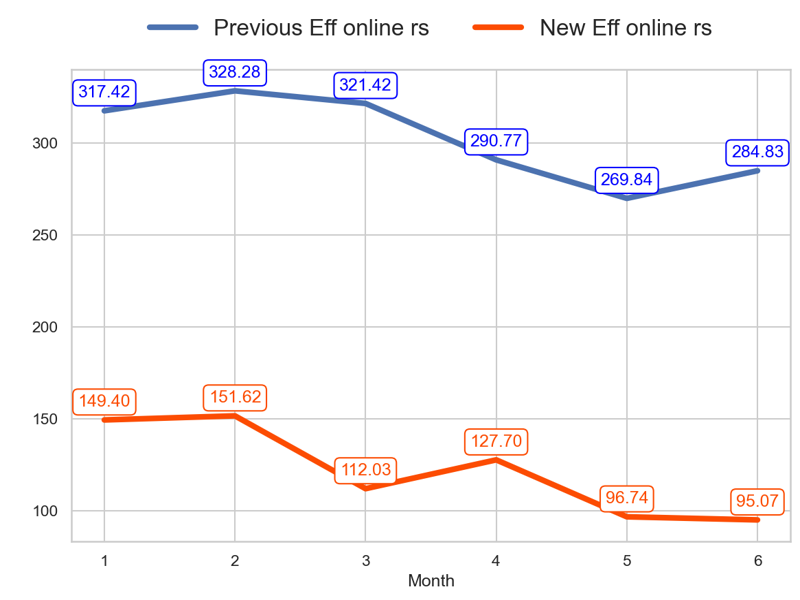 Previous Eff online rs New Eff online rs
317.42 328.28 321.42 290.77 269.84 284.83
300
250
200
150
100
149.40 151.62 112.03 127.70 96.74 95.07
1 2 3 4 5 6
Month